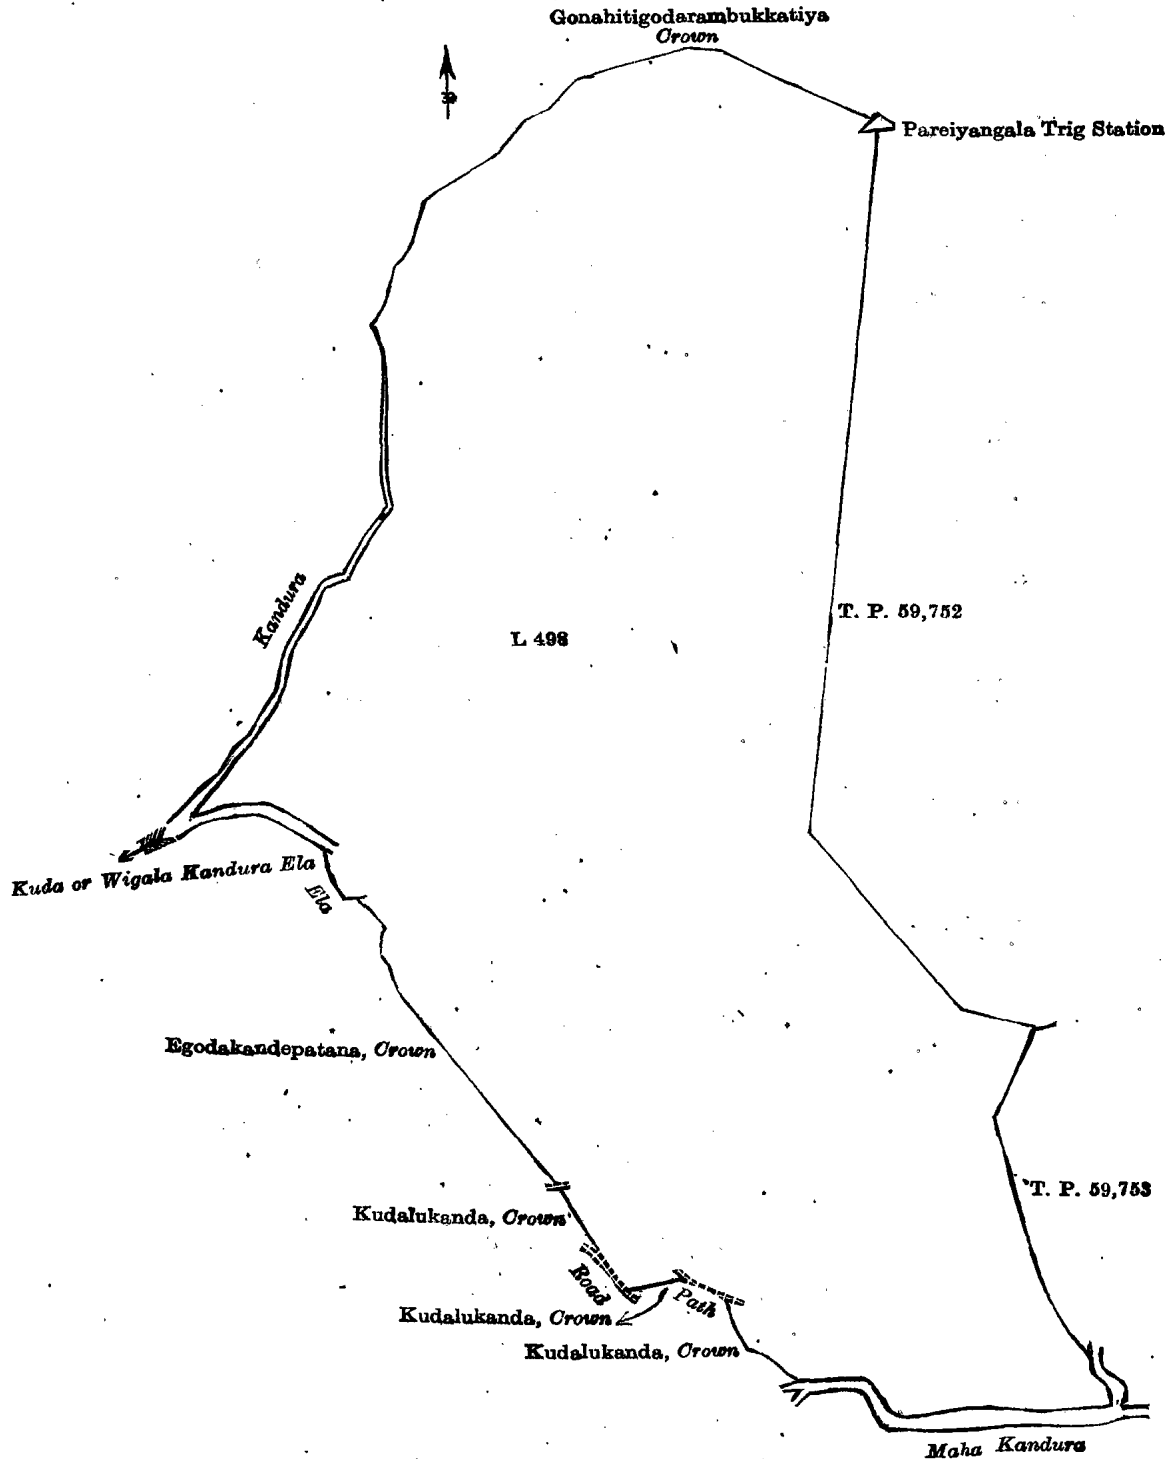 Gonahitigodarambukkatiya
Crown
Pareiyangala Trig Station
Kandura
T. P. 59,752
L 498
Kuda or Wigala Kandura Ela
Ela
Egodakandepatana, Crown
T. P. 59,753
Kudalukanda, Crown
Road
Path
Kudalukanda, Crown
Kudalukanda, Crown
Maha Kandura